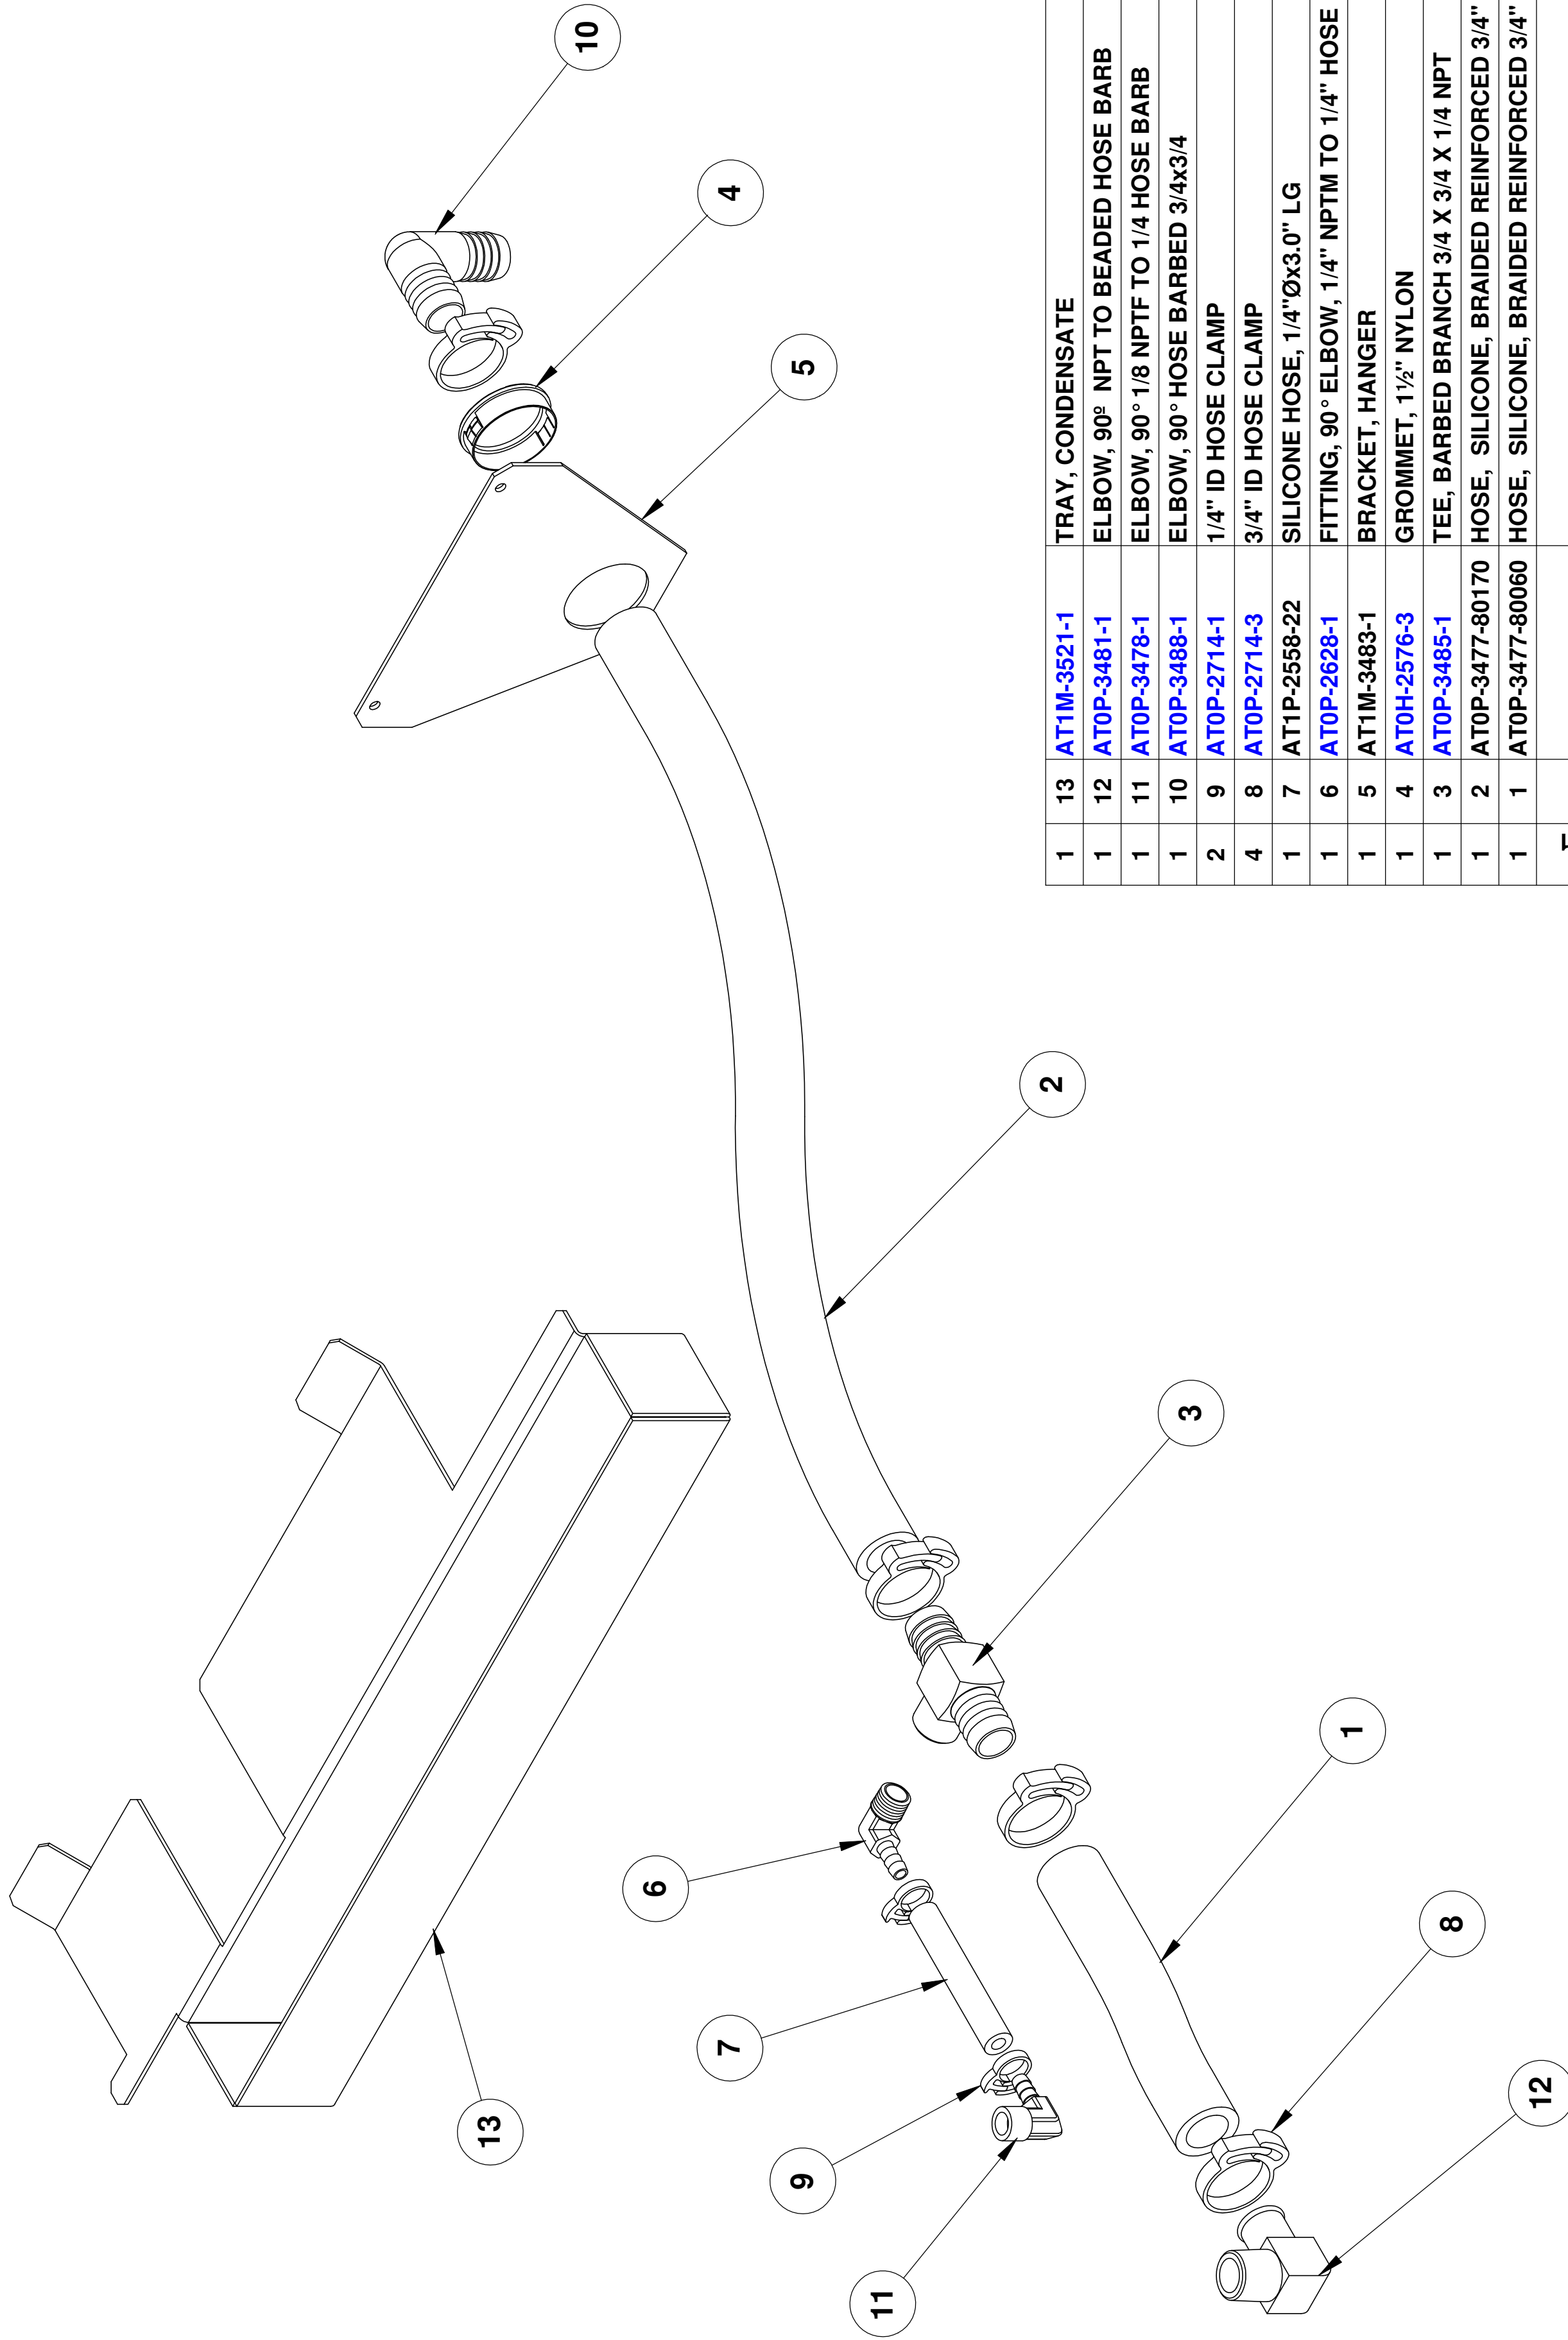 10
4
5
2
3
1
6
7
8
9
13
11
12
1 13 AT1M-3521-1 TRAY, CONDENSATE
1 12 AT0P-3481-1 ELBOW, 90º NPT TO BEADED HOSE BARB
1 11 AT0P-3478-1 ELBOW, 90° 1/8 NPTF TO 1/4 HOSE BARB
1 10 AT0P-3488-1 ELBOW, 90° HOSE BARBED 3/4x3/4
2 9 AT0P-2714-1 1/4" ID HOSE CLAMP
4 8 AT0P-2714-3 3/4" ID HOSE CLAMP
1 7 AT1P-2558-22 SILICONE HOSE, 1/4"Øx3.0" LG
1 6 AT0P-2628-1 FITTING, 90° ELBOW, 1/4" NPTM TO 1/4" HOSE
1 5 AT1M-3483-1 BRACKET, HANGER
1 4 AT0H-2576-3 GROMMET, 1½" NYLON
1 3 AT0P-3485-1 TEE, BARBED BRANCH 3/4 X 3/4 X 1/4 NPT
1 2 AT0P-3477-80170 HOSE, SILICONE, BRAIDED REINFORCED 3/4"
1 1 AT0P-3477-80060 HOSE, SILICONE, BRAIDED REINFORCED 3/4"